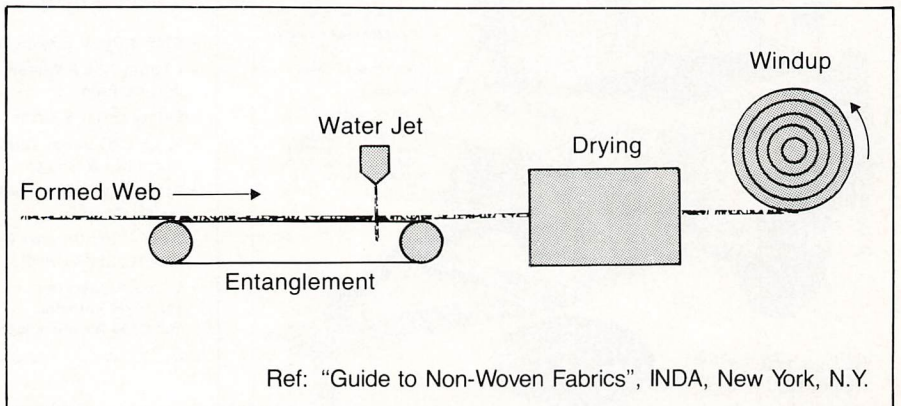 Windup
Water Jet
Drying
Formed Web
Entanglement
Ref: "Guide to Non-Woven Fabrics", INDA, New York, N.Y.